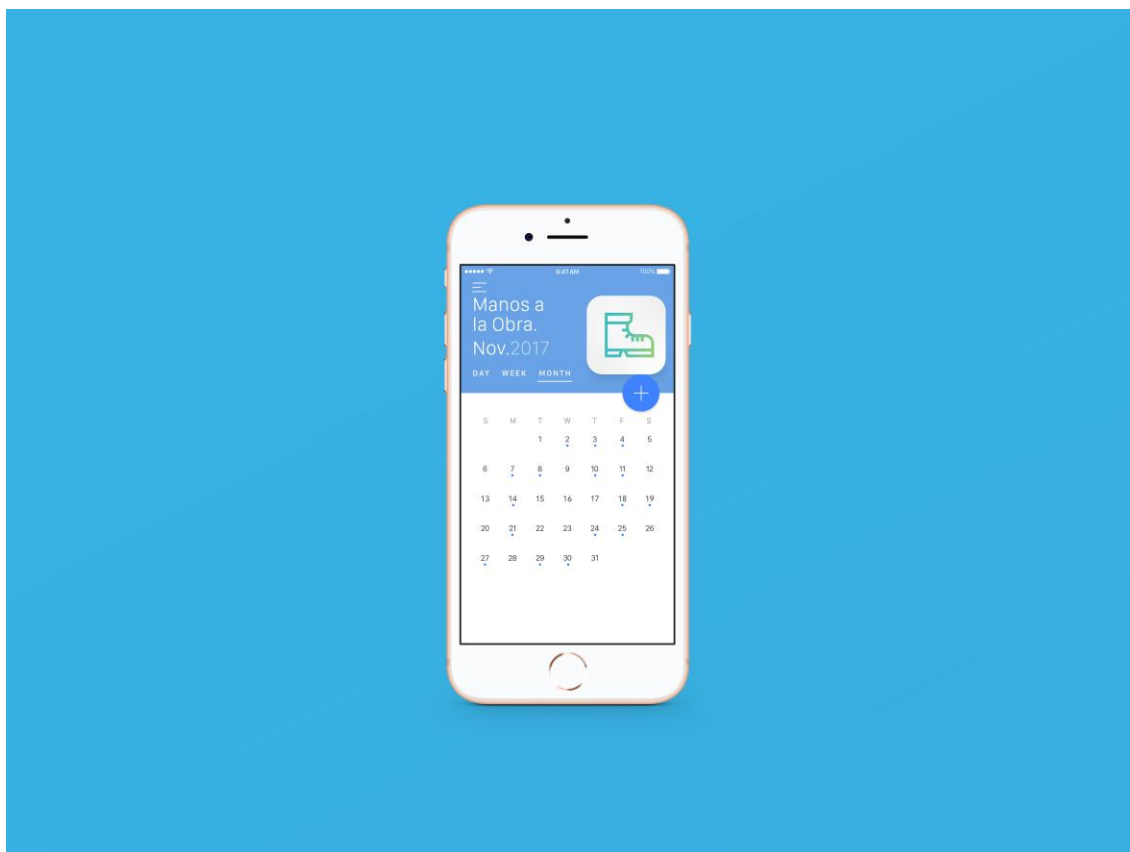 9:41 AM 100%
Manos a
la Obra.
Nov.2017
DAY WEEK MONTH
S M T W T F S
1 2 3 4 5
6 7 8 9 10 11 12
13 14 15 16 17 18 19
20 21 22 23 24 25 26
27 28 29 30 31